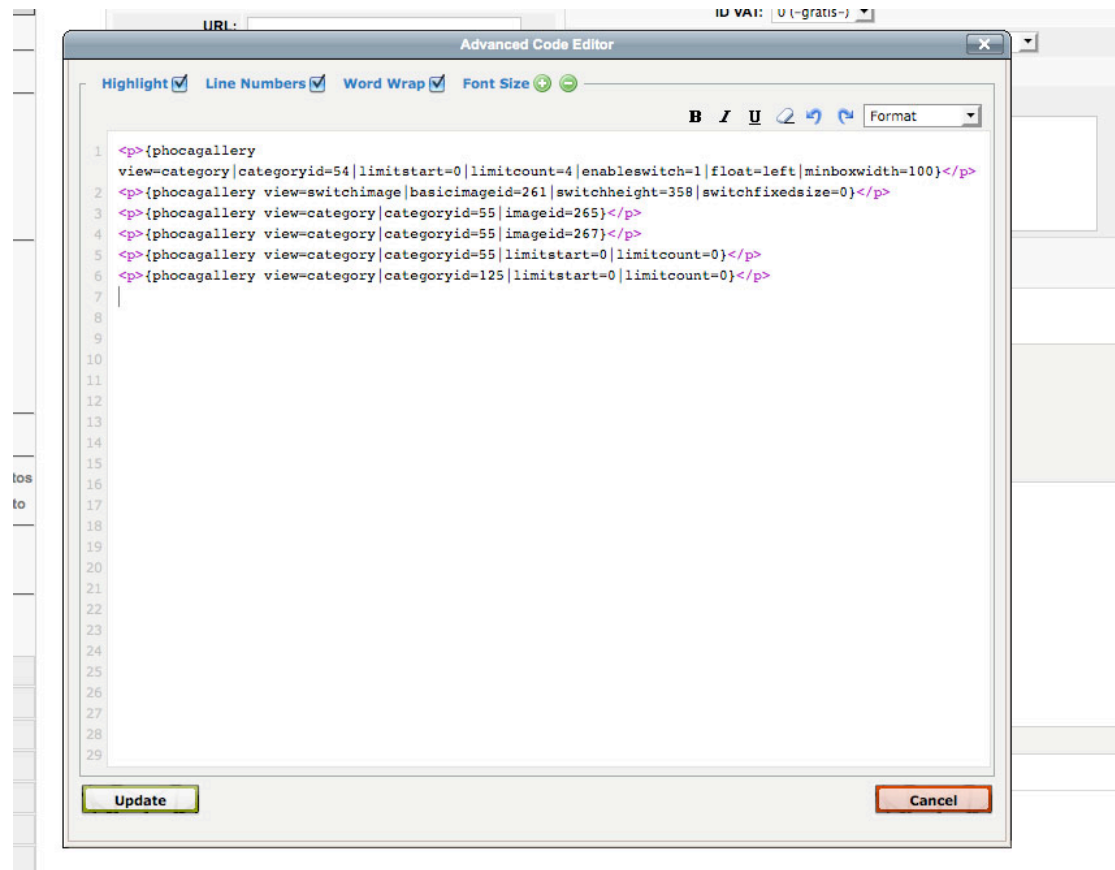 ID VAT: 0 (-gratis-)
URL:
Advanced Code Editor
Highlight Line Numbers Word Wrap Font Size
B I U Format
1 <p>{phocagallery
view=category|categoryid=54|limitstart=0|limitcount=4|enableswitch=1|float=left|minboxwidth=100}</p>
2 <p>{phocagallery view=switchimage|basicimageid=261|switchheight=358|switchfixedsize=0}</p>
3 <p>{phocagallery view=category|categoryid=55|imageid=265}</p>
4 <p>{phocagallery view=category|categoryid=55|imageid=267}</p>
5 <p>{phocagallery view=category|categoryid=55|limitstart=0|limitcount=0}</p>
6 <p>{phocagallery view=category|categoryid=125|limitstart=0|limitcount=0}</p>
7
8
9
10
11
12
13
14
15
tos
16
to
17
18
19
20
21
22
23
24
25
26
27
28
29
Update Cancel